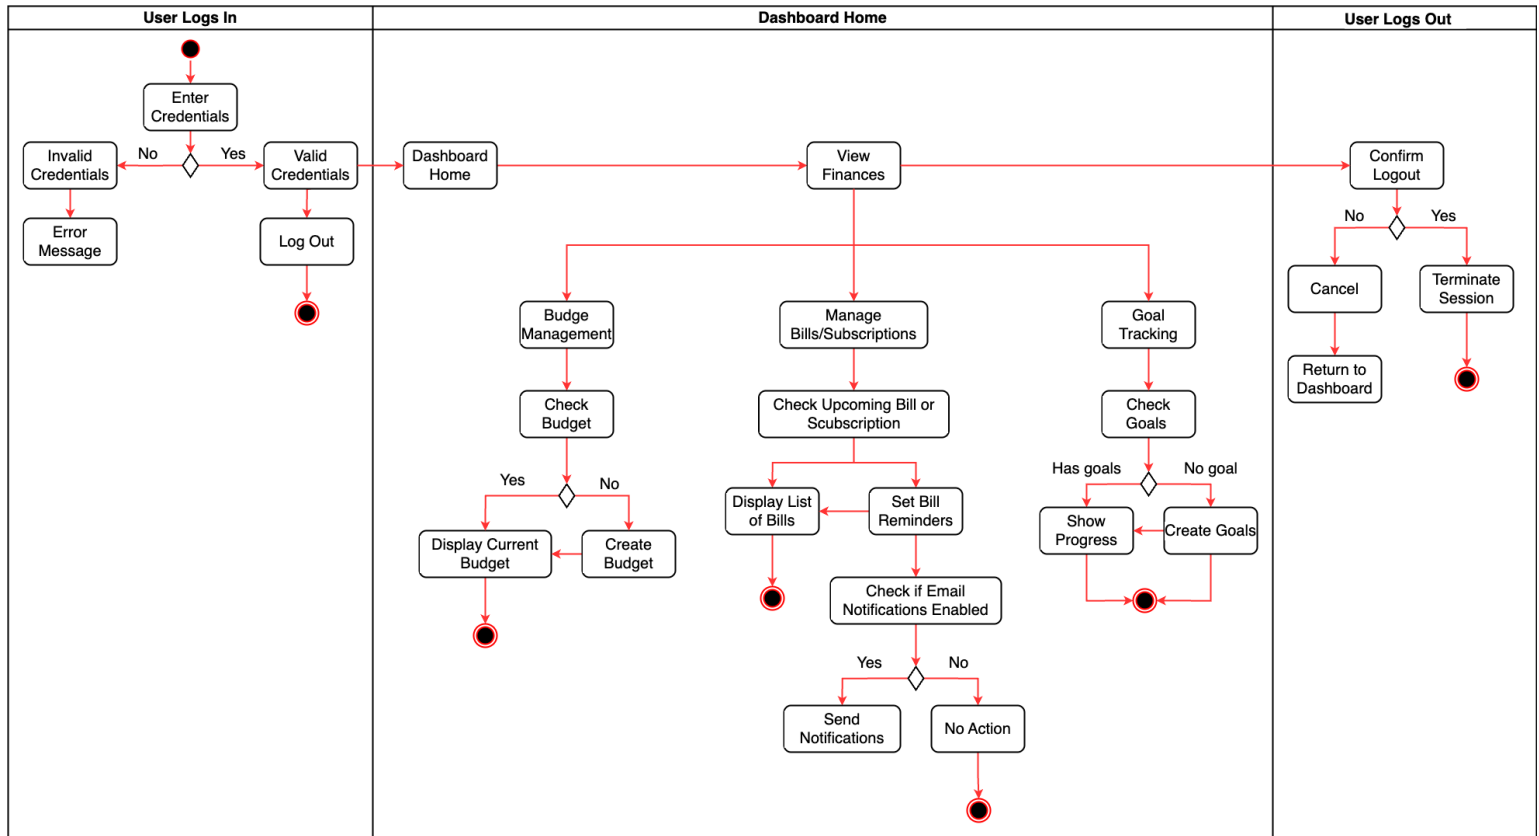 User Logs In
Dashboard Home
User Logs Out
Enter
Credentials
No
Yes
Invalid
Credentials
Valid
Credentials
Error
Message
Log Out
Dashboard
Home
View
Finances
Budge
Management
Check
Budget
Yes
No
Display Current
Budget
Create
Budget
Manage
Bills/Subscriptions
Check Upcoming Bill or
Scubscription
Display List
of Bills
Set Bill
Reminders
Check if Email
Notifications Enabled
Yes
No
Send
Notifications
No Action
Goal
Tracking
Check
Goals
Has goals
No goal
Show
Progress
Create Goals
Confirm
Logout
No
Yes
Cancel
Terminate
Session
Return to
Dashboard